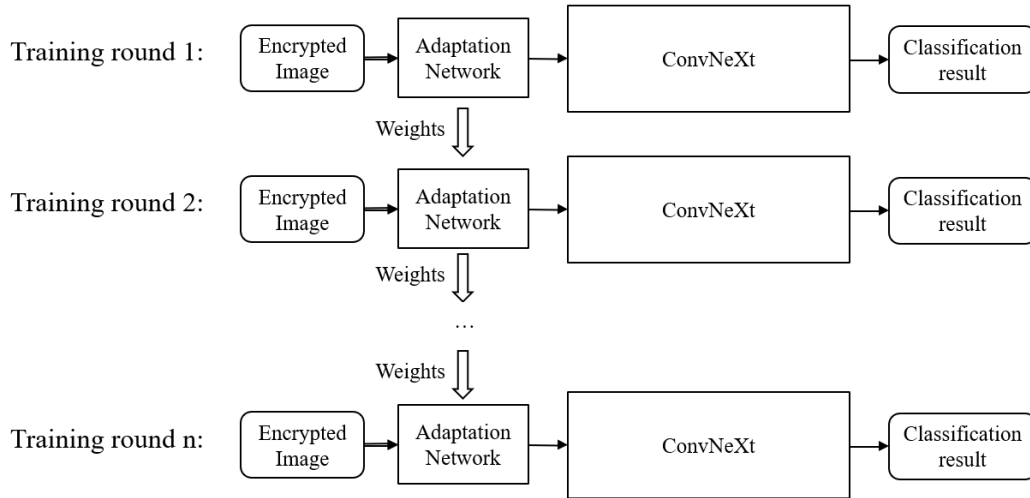 Training round 1:
Encrypted
Image
Adaptation
Network
ConvNeXt
Classification
result
Weights
Training round 2:
Encrypted
Image
Adaptation
Network
ConvNeXt
Classification
result
Weights
...
Weights
Training round n:
Encrypted
Image
Adaptation
Network
ConvNeXt
Classification
result